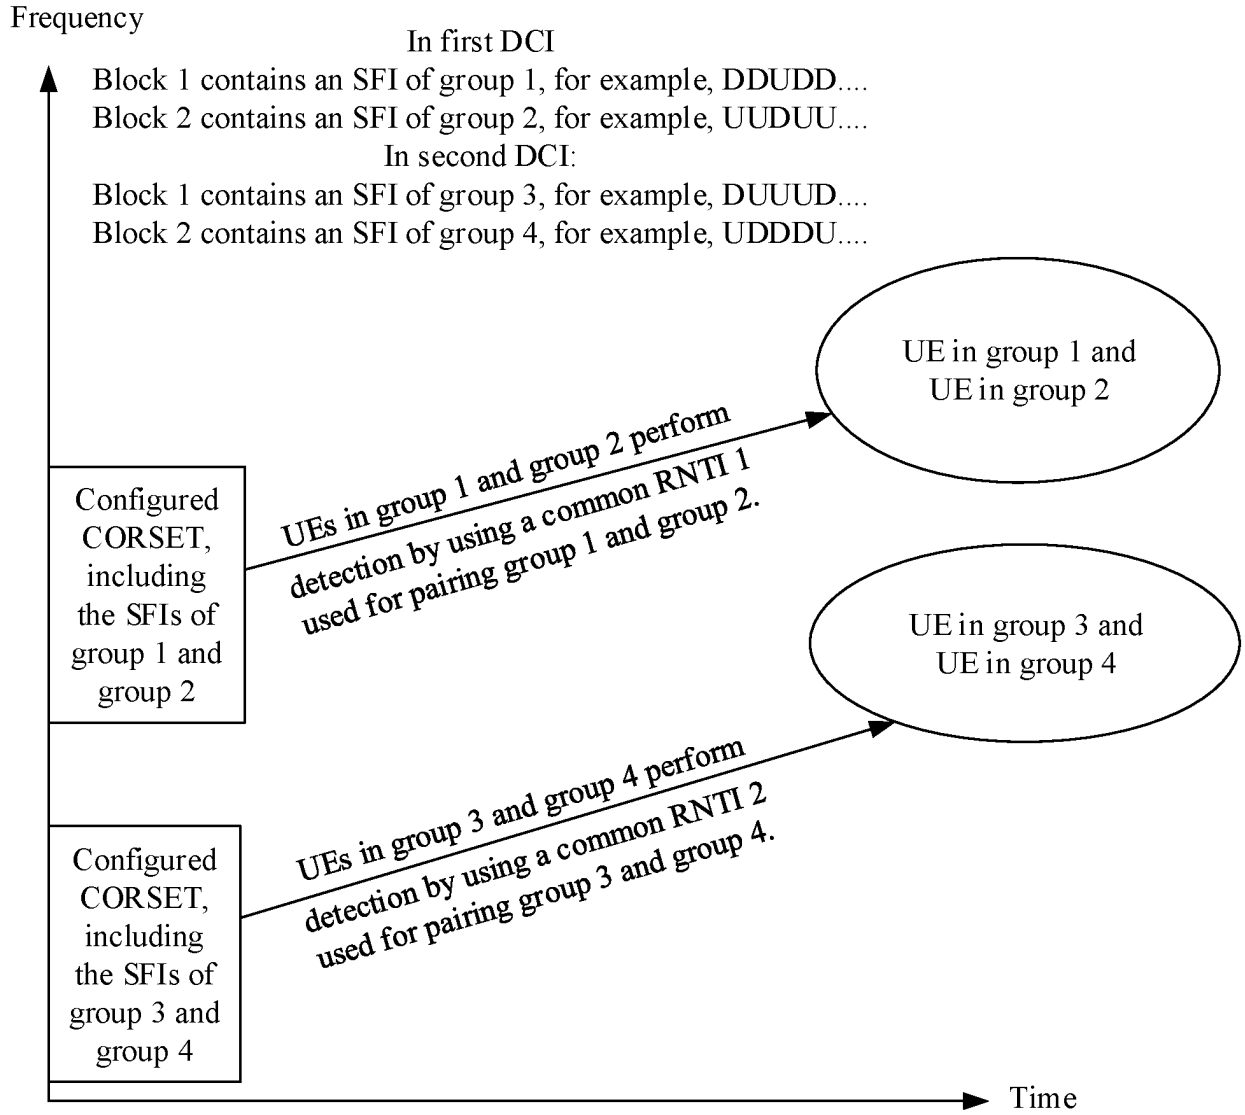 Frequency
In first DCI
Block 1 contains an SFI of group 1, for example, DDUDD....
Block 2 contains an SFI of group 2, for example, UUDUU....
In second DCI:
Block 1 contains an SFI of group 3, for example, DUUUD....
Block 2 contains an SFI of group 4, for example, UDDDU....
UE in group 1 and
UE in group 2
UEs in group 1 and group 2 perform
detection by using a common RNTI 1
used for pairing group 1 and group 2.
Configured
CORSET,
including
the SFIs of
group 1 and
group 2
UE in group 3 and
UE in group 4
UEs in group 3 and group 4 perform
detection by using a common RNTI 2
used for pairing group 3 and group 4.
Configured
CORSET,
including
the SFIs of
group 3 and
group 4
Time